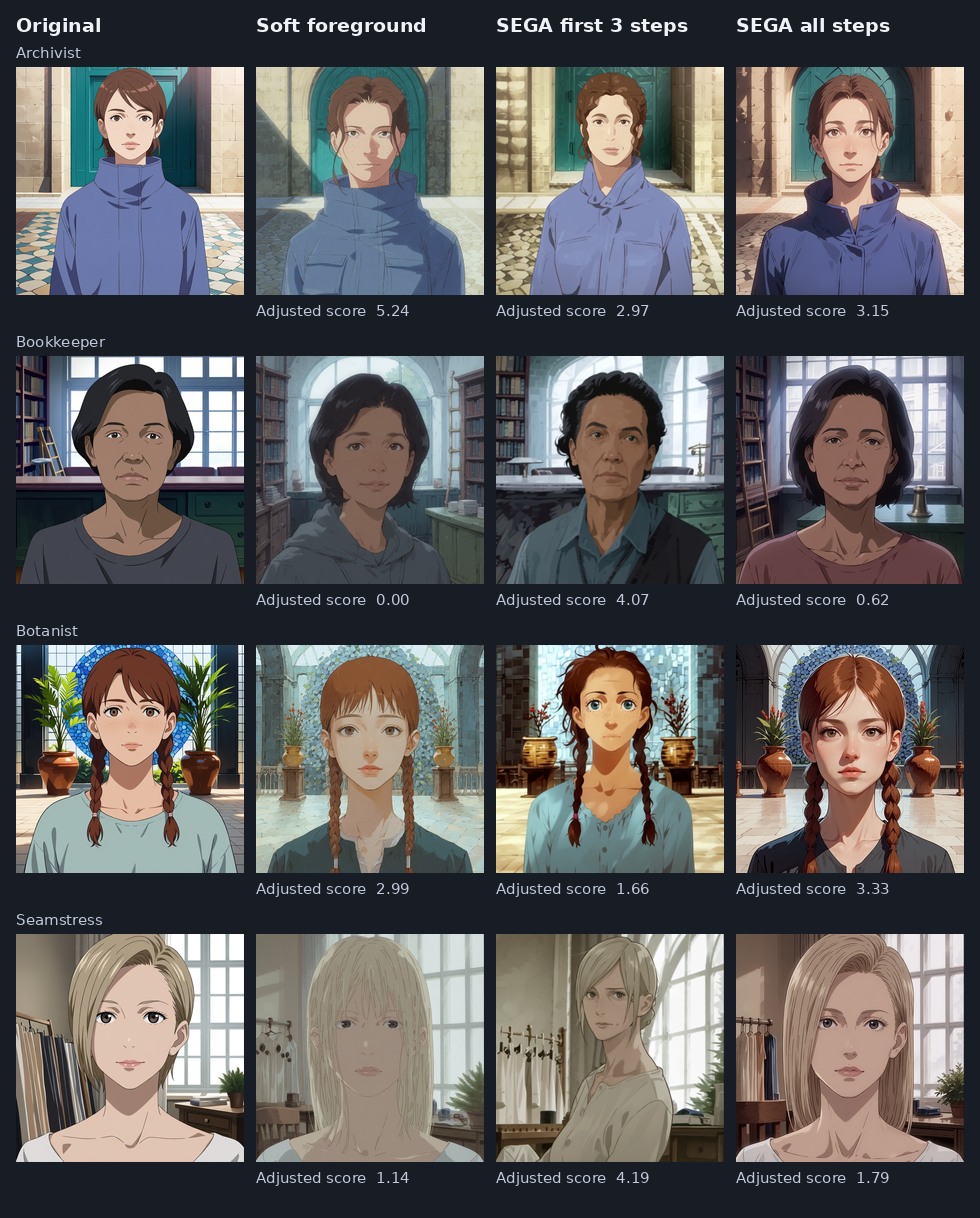 Original Soft foreground SEGA first 3 steps SEGA all steps
Archivist
Adjusted score 5.24 Adjusted score 2.97 Adjusted score 3.15
Bookkeeper
Adjusted score 0.00 Adjusted score 4.07 Adjusted score 0.62
Botanist
Adjusted score 2.99 Adjusted score 1.66 Adjusted score 3.33
Seamstress
Adjusted score 1.14 Adjusted score 4.19 Adjusted score 1.79